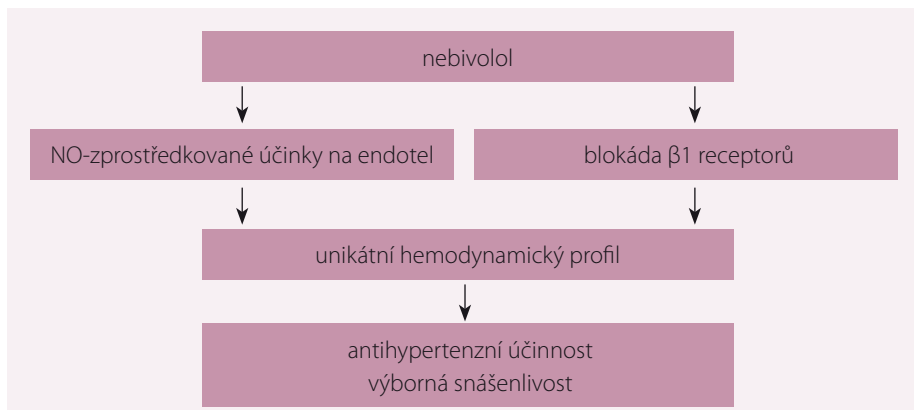 nebivolol
NO-zprostředkované účinky na endotel
blokáda β1 receptorů
unikátní hemodynamický profil
antihypertenzní účinnost
výborná snášenlivost